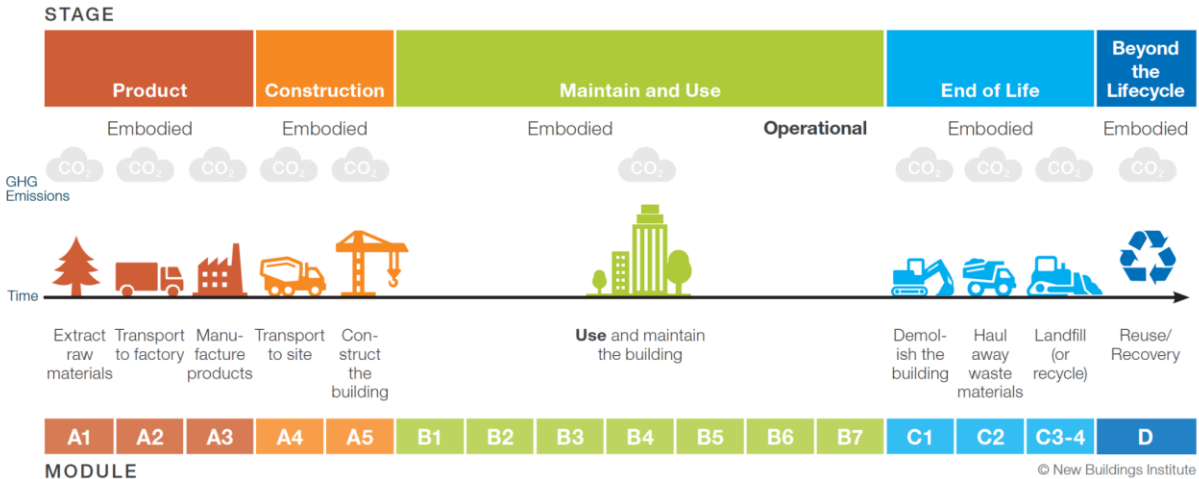 STAGE
Product
Construction
Maintain and Use
End of Life
Beyond
the
Lifecycle
Embodied
Embodied
Embodied
Operational
Embodied
Embodied
CO2 CO2 CO2 CO2 CO2 CO2 CO2 CO2 CO2 CO2
GHG
Emissions
Time
Extract
raw
materials
Transport
to factory
Manu-
facture
products
Transport
to site
Con-
struct
the
building
Use and maintain
the building
Demol-
ish the
building
Haul
away
waste
materials
Landfill
(or
recycle)
Reuse/
Recovery
A1 A2 A3 A4 A5 B1 B2 B3 B4 B5 B6 B7 C1 C2 C3-4 D
MODULE
© New Buildings Institute